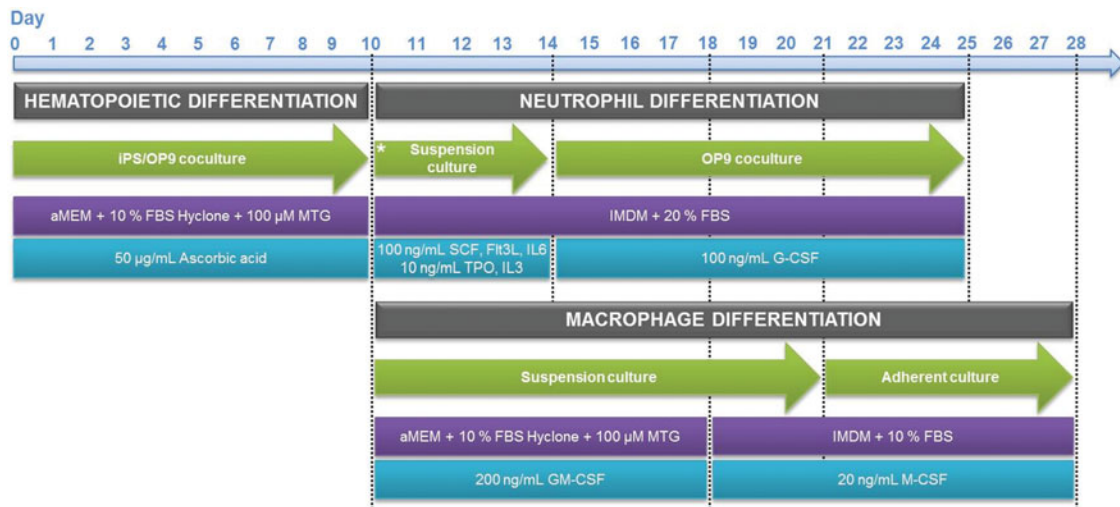 Day
0 1 2 3 4 5 6 7 8 9 10 11 12 13 14 15 16 17 18 19 20 21 22 23 24 25 26 27 28
HEMATOPOIETIC DIFFERENTIATION
NEUTROPHIL DIFFERENTIATION
iPS/OP9 coculture
* Suspension
culture
OP9 coculture
aMEM + 10 % FBS Hyclone + 100 µM MTG
IMDM + 20 % FBS
50 µg/mL Ascorbic acid
100 ng/mL SCF, Flt3L, IL6
10 ng/mL TPO, IL3
100 ng/mL G-CSF
MACROPHAGE DIFFERENTIATION
Suspension culture
Adherent culture
aMEM + 10 % FBS Hyclone + 100 µM MTG
IMDM + 10 % FBS
200 ng/mL GM-CSF
20 ng/mL M-CSF